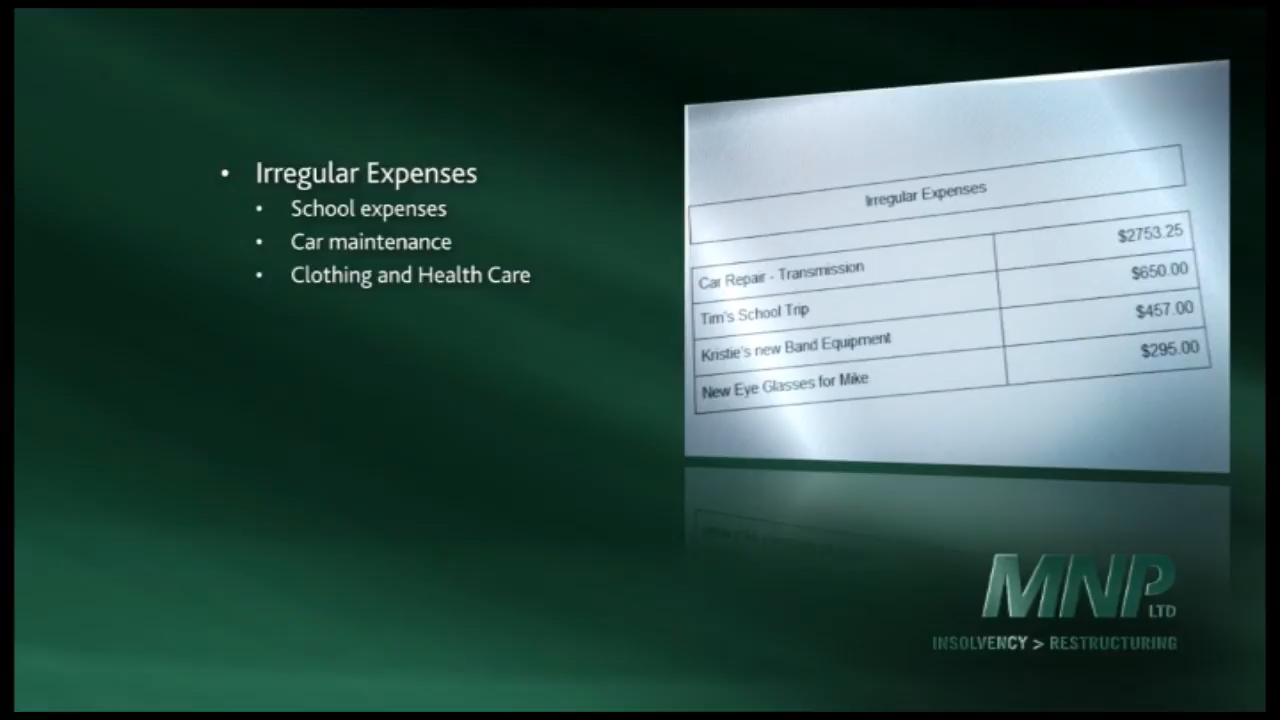 • Irregular Expenses
• School expenses
• Car maintenance
• Clothing and Health Care
Irregular Expenses
Car Repair - Transmission $2753.25
Tim's School Trip $650.00
Kristie's new Band Equipment $457.00
New Eye Glasses for Mike $295.00
MNP
LTD
INSOLVENCY > RESTRUCTURING